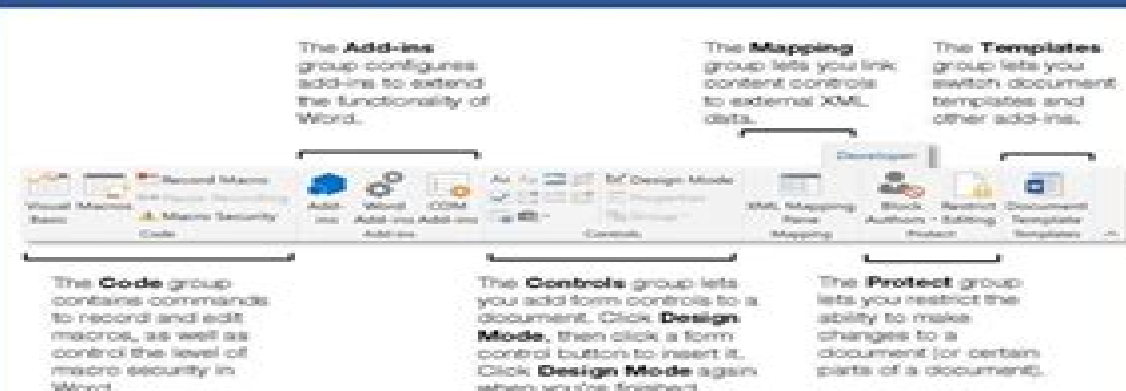 The Add-ins
group configures
add-ins to extend
the functionality of
Word.
The Mapping
group lets you link
content controls
to external XML
data.
The Templates
group lets you
switch document
templates and
other add-ins.
Developer
Visual Basic
Macros
Record Macro
Pause Recording
Macro Security
Code
Add-ins
Word Add-ins
COM Add-ins
Add-ins
Design Mode
Properties
Group
Controls
XML Mapping Pane
Mapping
Block Authors
Restrict Editing
Protect
Document Template
Templates
The Code group
contains commands
to record and edit
macros, as well as
control the level of
macro security in
Word.
The Controls group lets
you add form controls to a
document. Click Design
Mode, then click a form
control button to insert it.
Click Design Mode again
when you're finished
The Protect group
lets you restrict the
ability to make
changes to a
document (or certain
parts of a document).